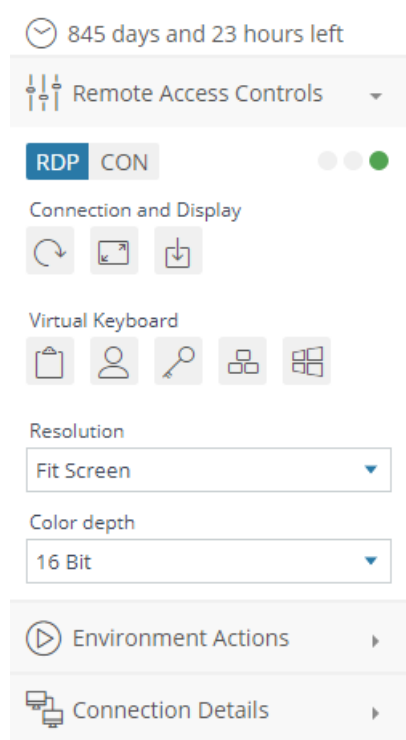 845 days and 23 hours left
Remote Access Controls
RDP CON
Connection and Display
Virtual Keyboard
Resolution
Fit Screen
Color depth
16 Bit
Environment Actions
Connection Details